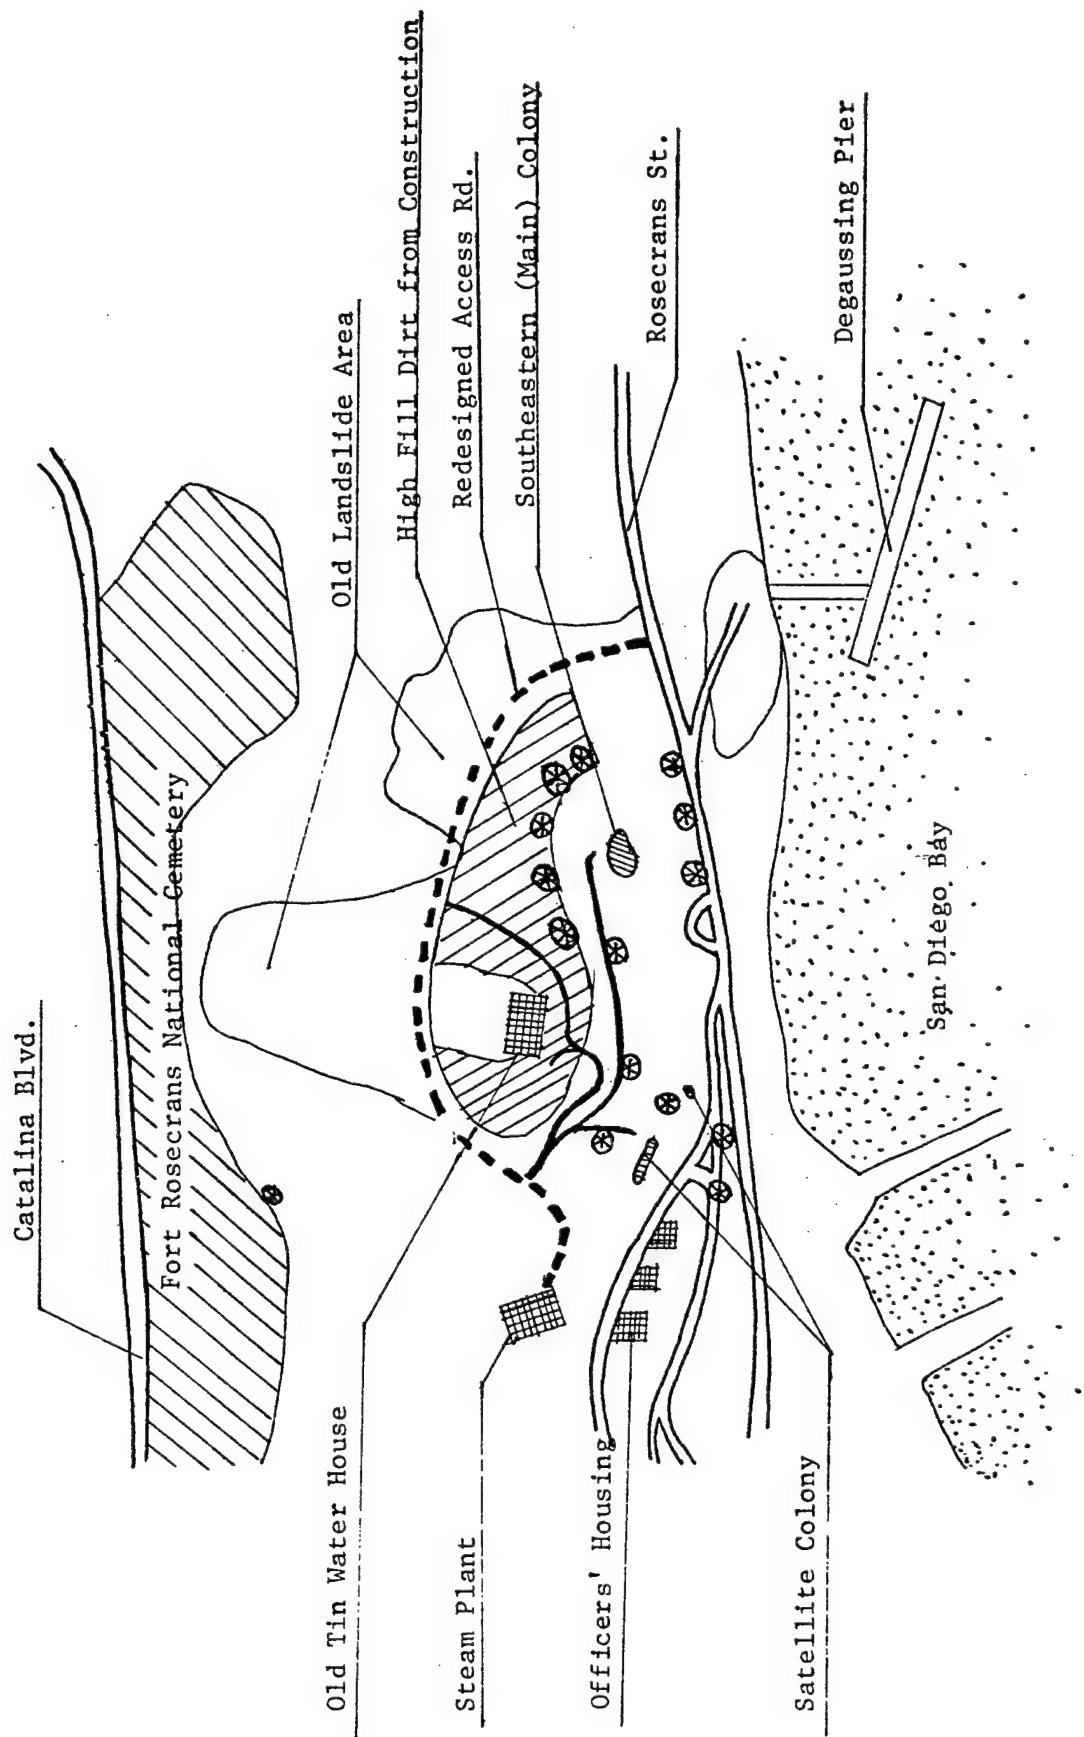 Catalina Blvd.
Fort Rosecrans National Cemetery
Old Landslide Area
High Fill Dirt from Construction
Redesigned Access Rd.
Southeastern (Main) Colony
Rosecrans St.
Degaussing Pier
Old Tin Water House
Steam Plant
Officers' Housing
Satellite Colony
San Diego Bay